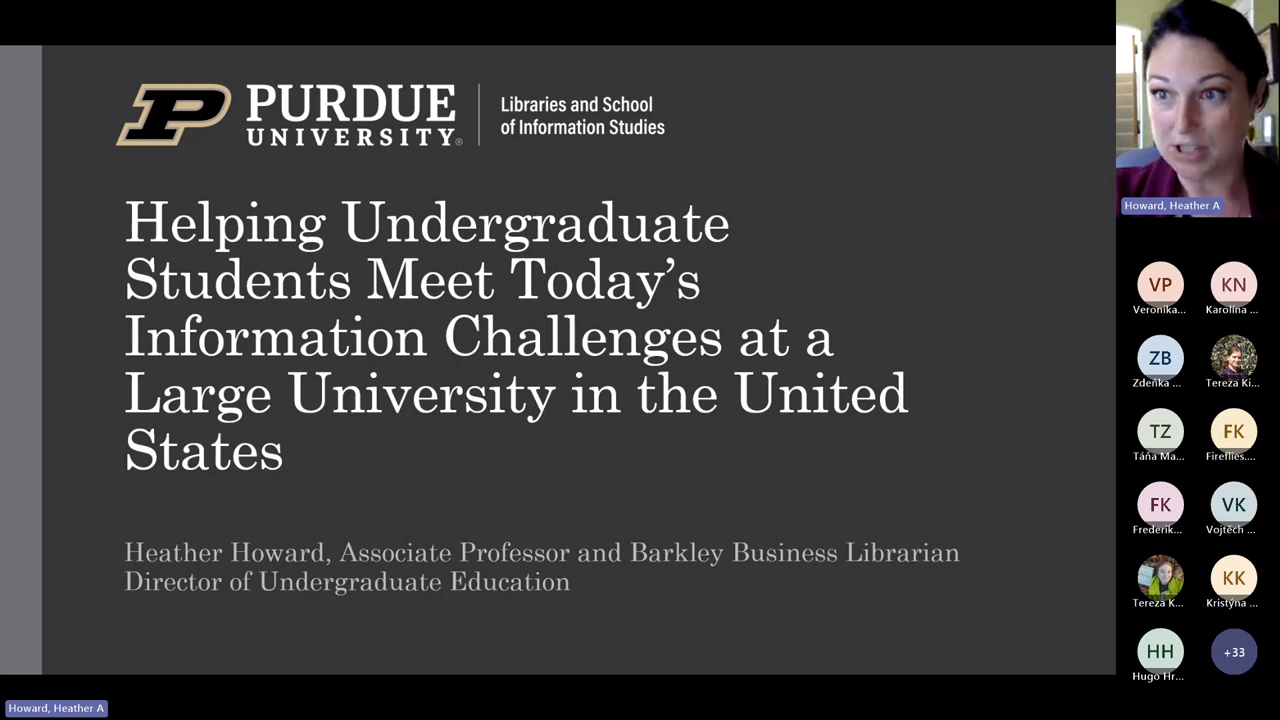 PURDUE
UNIVERSITY®
Libraries and School
of Information Studies
Helping Undergraduate
Students Meet Today’s
Information Challenges at a
Large University in the United
States
Heather Howard, Associate Professor and Barkley Business Librarian
Director of Undergraduate Education
Howard, Heather A
VP
Veronika...
KN
Karolína ...
ZB
Zdeňka ...
Tereza Ki...
TZ
Táňa Ma...
FK
Fireflies....
FK
Frederik...
VK
Vojtěch ...
Tereza K...
KK
Kristýna ...
HH
Hugo Hr...
+33
Howard, Heather A